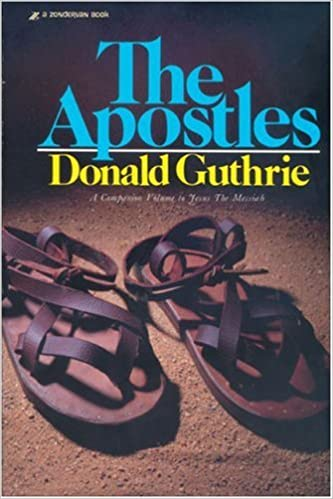 a zondervan book
The
Apostles
Donald Guthrie
A Companion Volume to Jesus The Messiah